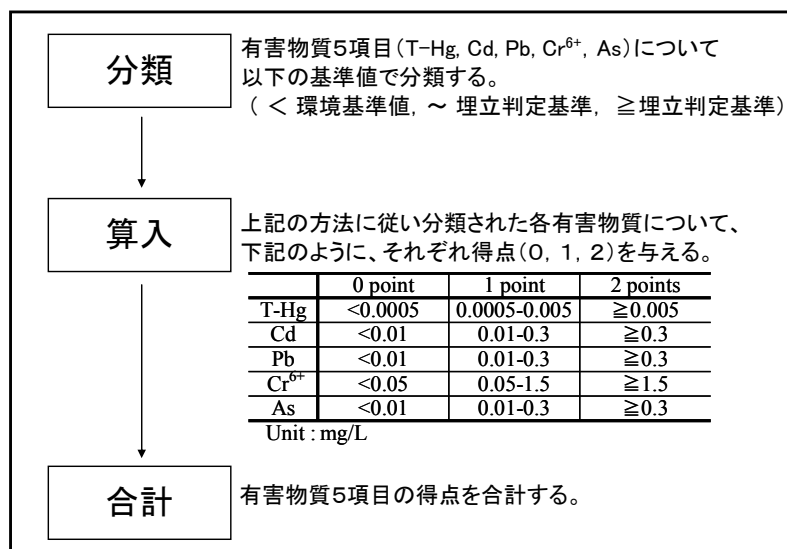 分類
有害物質5項目(T-Hg, Cd, Pb, Cr⁶⁺, As)について
以下の基準値で分類する。
( < 環境基準値, ~ 埋立判定基準, ≧埋立判定基準)
算入
上記の方法に従い分類された各有害物質について、
下記のように、それぞれ得点(0, 1, 2)を与える。
0 point 1 point 2 points
T-Hg <0.0005 0.0005-0.005 ≧0.005
Cd <0.01 0.01-0.3 ≧0.3
Pb <0.01 0.01-0.3 ≧0.3
Cr⁶⁺ <0.05 0.05-1.5 ≧1.5
As <0.01 0.01-0.3 ≧0.3
Unit : mg/L
合計
有害物質5項目の得点を合計する。